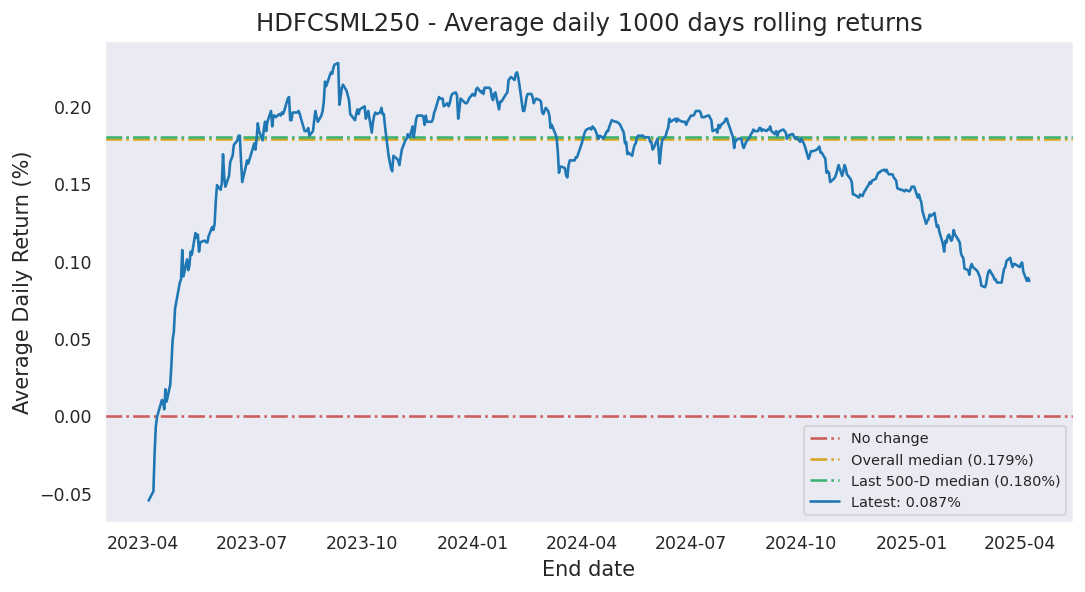 HDFCSML250 - Average daily 1000 days rolling returns
Average Daily Return (%)
0.20
0.15
0.10
0.05
0.00
−0.05
No change
Overall median (0.179%)
Last 500-D median (0.180%)
Latest: 0.087%
2023-04 2023-07 2023-10 2024-01 2024-04 2024-07 2024-10 2025-01 2025-04
End date